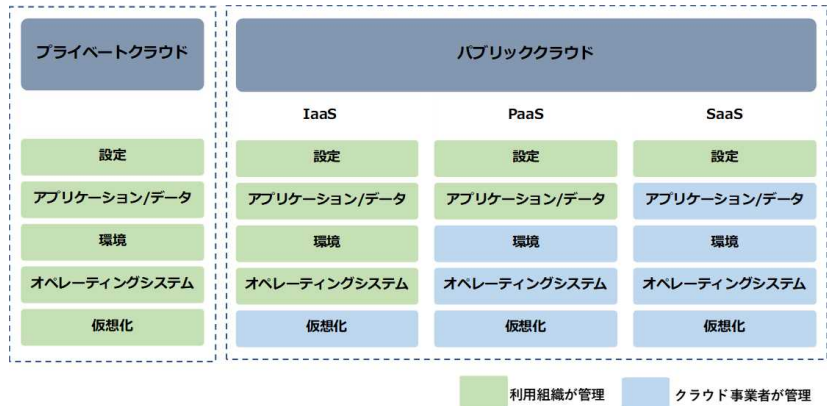 プライベートクラウド
パブリッククラウド
IaaS
PaaS
SaaS
設定
設定
設定
設定
アプリケーション/データ
アプリケーション/データ
アプリケーション/データ
アプリケーション/データ
環境
環境
環境
環境
オペレーティングシステム
オペレーティングシステム
オペレーティングシステム
オペレーティングシステム
仮想化
仮想化
仮想化
仮想化
利用組織が管理
クラウド事業者が管理